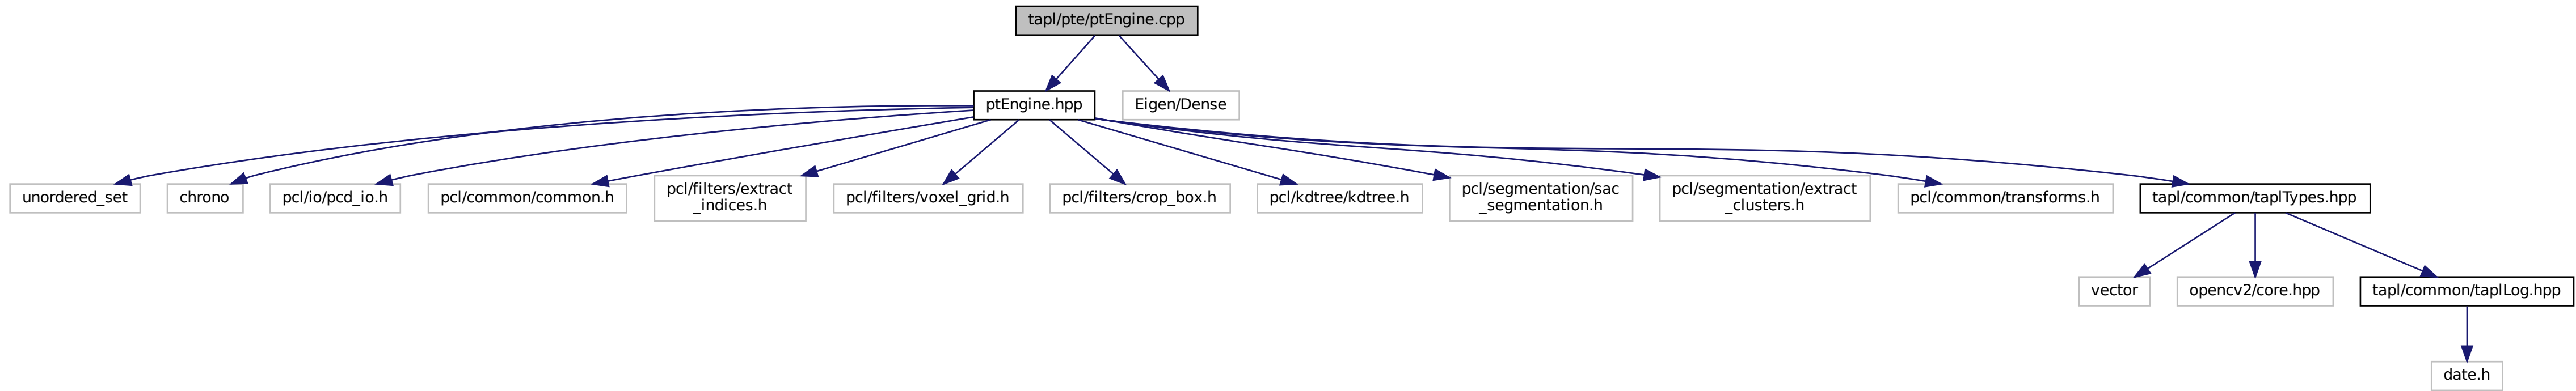 tapl/pte/ptEngine.cpp
ptEngine.hpp
Eigen/Dense
unordered_set
chrono
pcl/io/pcd_io.h
pcl/common/common.h
pcl/filters/extract
_indices.h
pcl/filters/voxel_grid.h
pcl/filters/crop_box.h
pcl/kdtree/kdtree.h
pcl/segmentation/sac
_segmentation.h
pcl/segmentation/extract
_clusters.h
pcl/common/transforms.h
tapl/common/taplTypes.hpp
vector
opencv2/core.hpp
tapl/common/taplLog.hpp
date.h